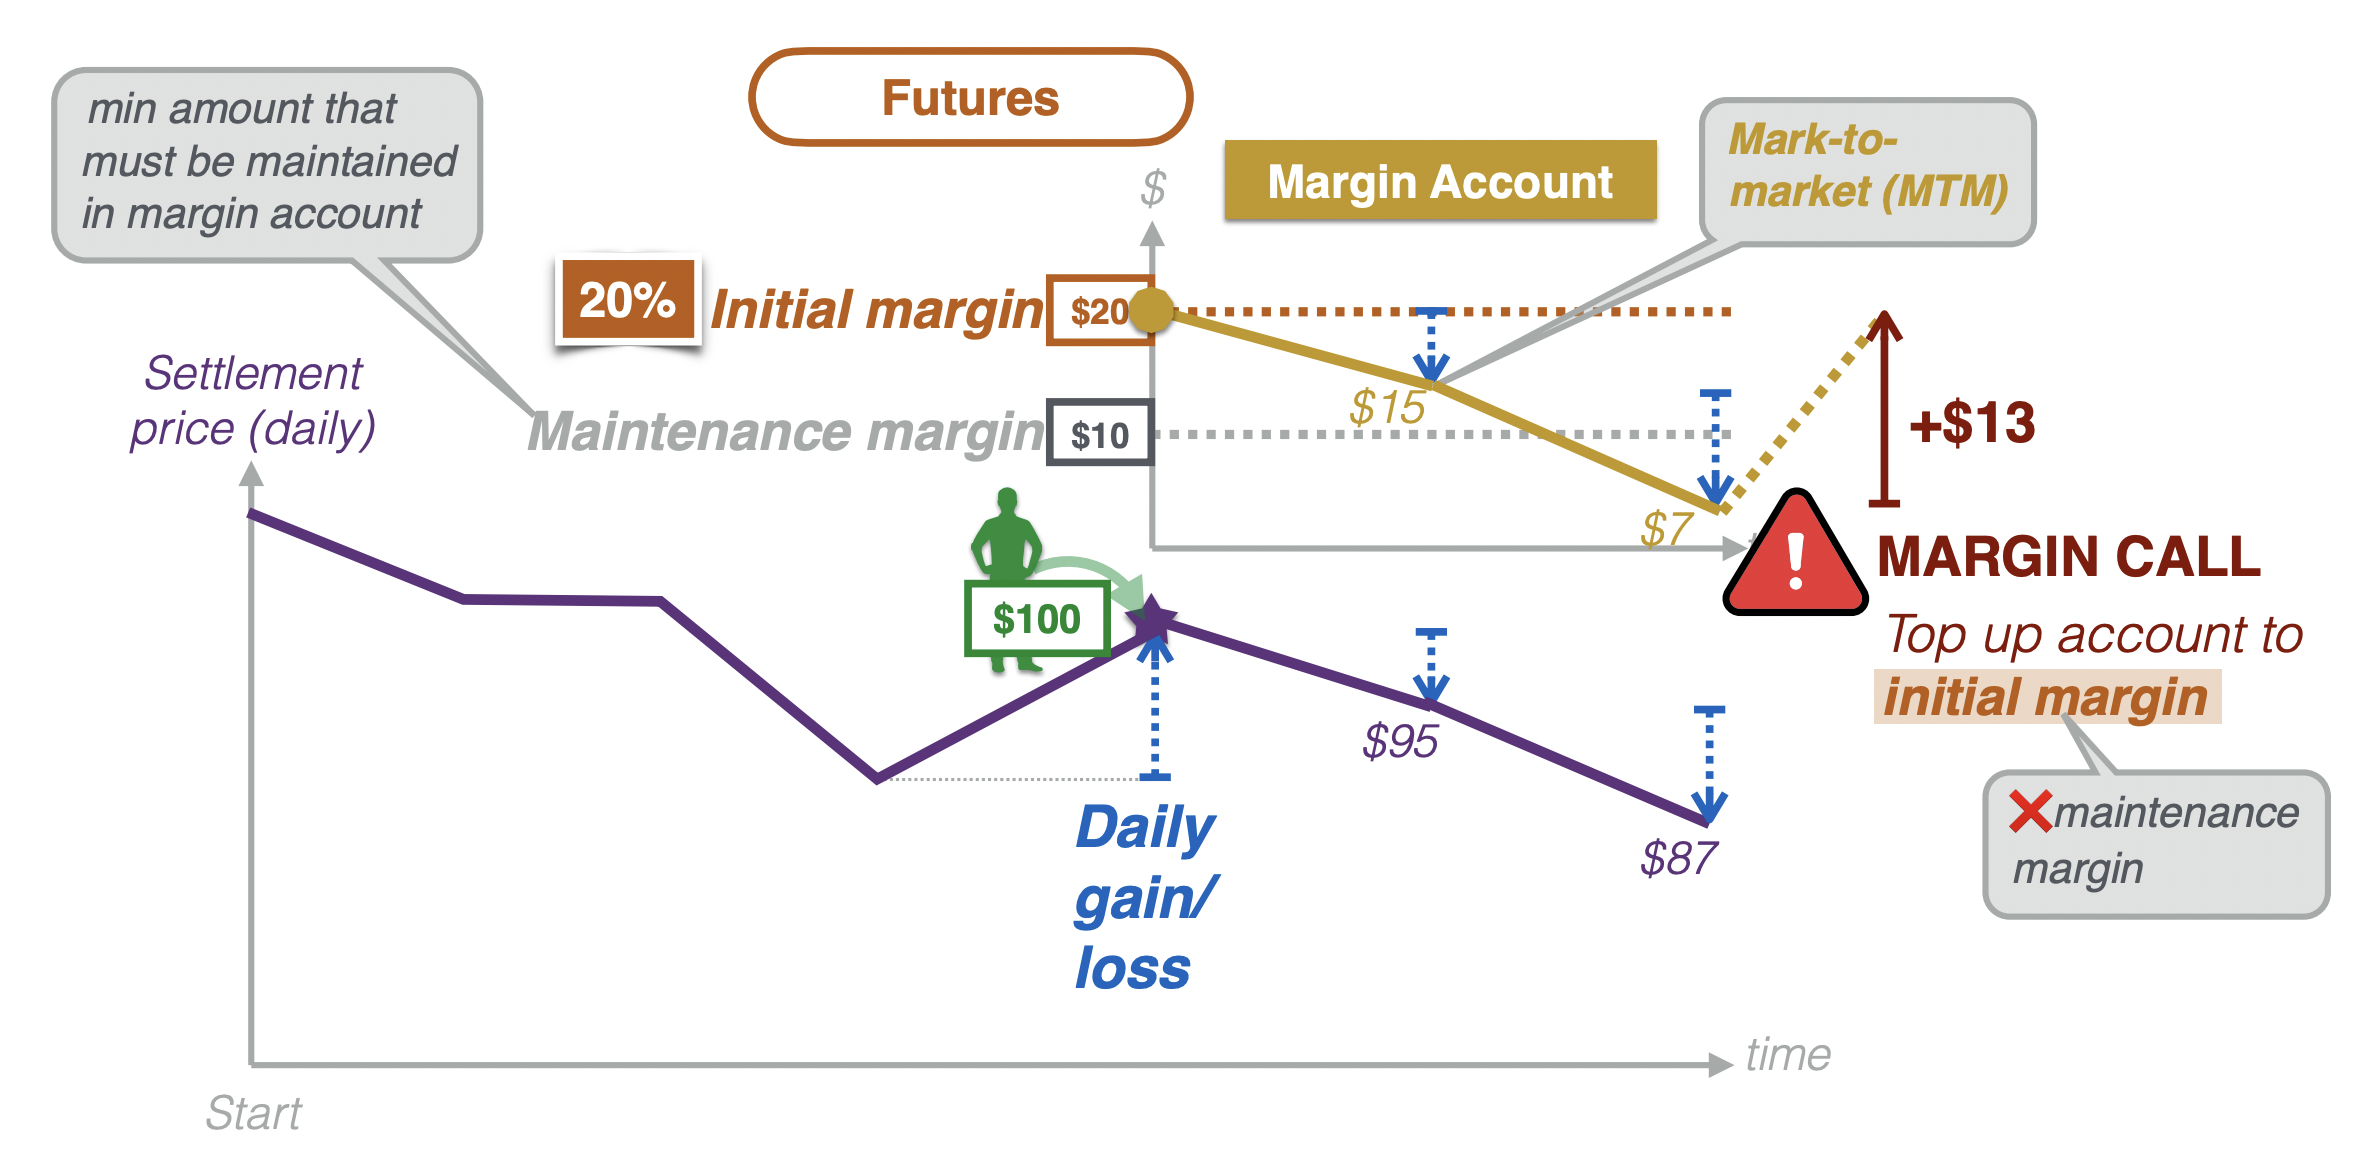 Futures
min amount that
must be maintained
in margin account
Margin Account
Mark-to-
market (MTM)
$
20%
Initial margin
$20
Maintenance margin
$10
$15
$7
+$13
MARGIN CALL
Top up account to
initial margin
maintenance
margin
Settlement
price (daily)
$100
$95
$87
Daily
gain/
loss
time
Start